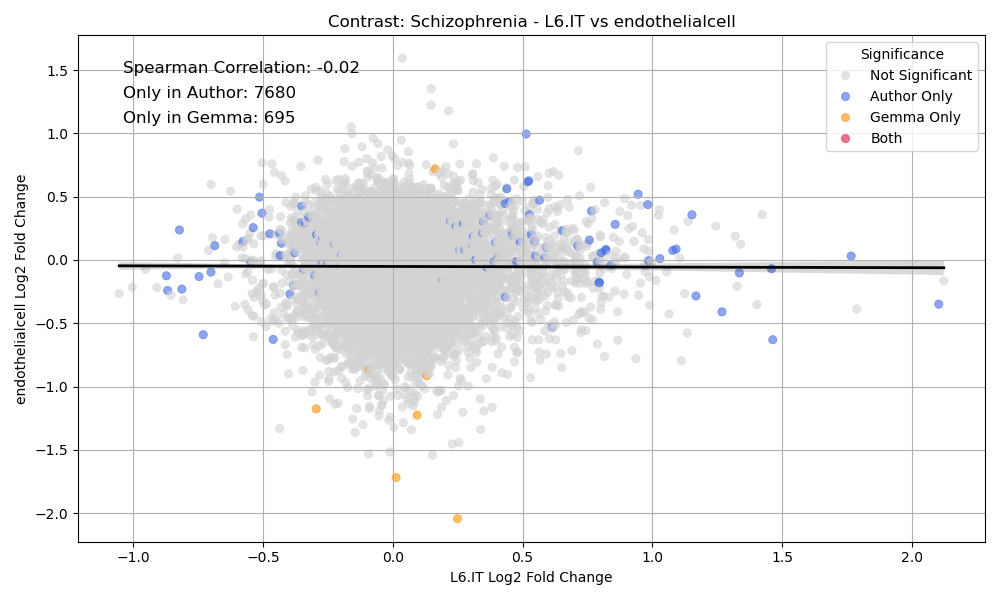 Contrast: Schizophrenia - L6.IT vs endothelialcell
Spearman Correlation: -0.02
Only in Author: 7680
Only in Gemma: 695
Significance
Not Significant
Author Only
Gemma Only
Both
endothelialcell Log2 Fold Change
1.5
1.0
0.5
0.0
−0.5
−1.0
−1.5
−2.0
−1.0 −0.5 0.0 0.5 1.0 1.5 2.0
L6.IT Log2 Fold Change